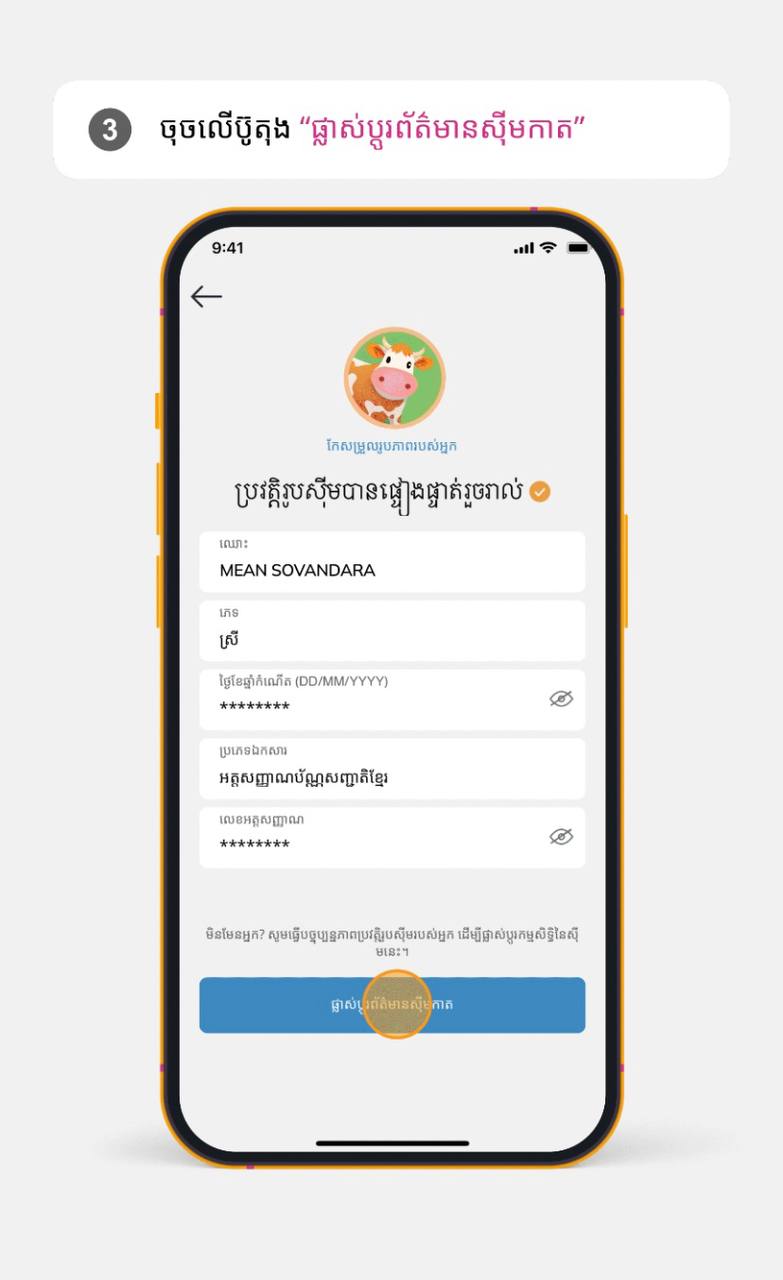 3 ចុចលើប៊ូតុង “ផ្លាស់ប្តូរព័ត៌មានស៊ីមកាត”
9:41
កែសម្រួលរូបភាពរបស់អ្នក
ប្រវត្តិរូបស៊ីមបានផ្ទៀងផ្ទាត់រួចរាល់
ឈ្មោះ
MEAN SOVANDARA
ភេទ
ស្រី
ថ្ងៃខែឆ្នាំកំណើត (DD/MM/YYYY)
********
ប្រភេទឯកសារ
អត្តសញ្ញាណប័ណ្ណសញ្ជាតិខ្មែរ
លេខអត្តសញ្ញាណ
********
មិនមែនអ្នក? សូមធ្វើបច្ចុប្បន្នភាពប្រវត្តិរូបស៊ីមរបស់អ្នក ដើម្បីផ្លាស់ប្តូរកម្មសិទ្ធិនៃស៊ី
មនេះ។
ផ្លាស់ប្តូរព័ត៌មានស៊ីមកាត